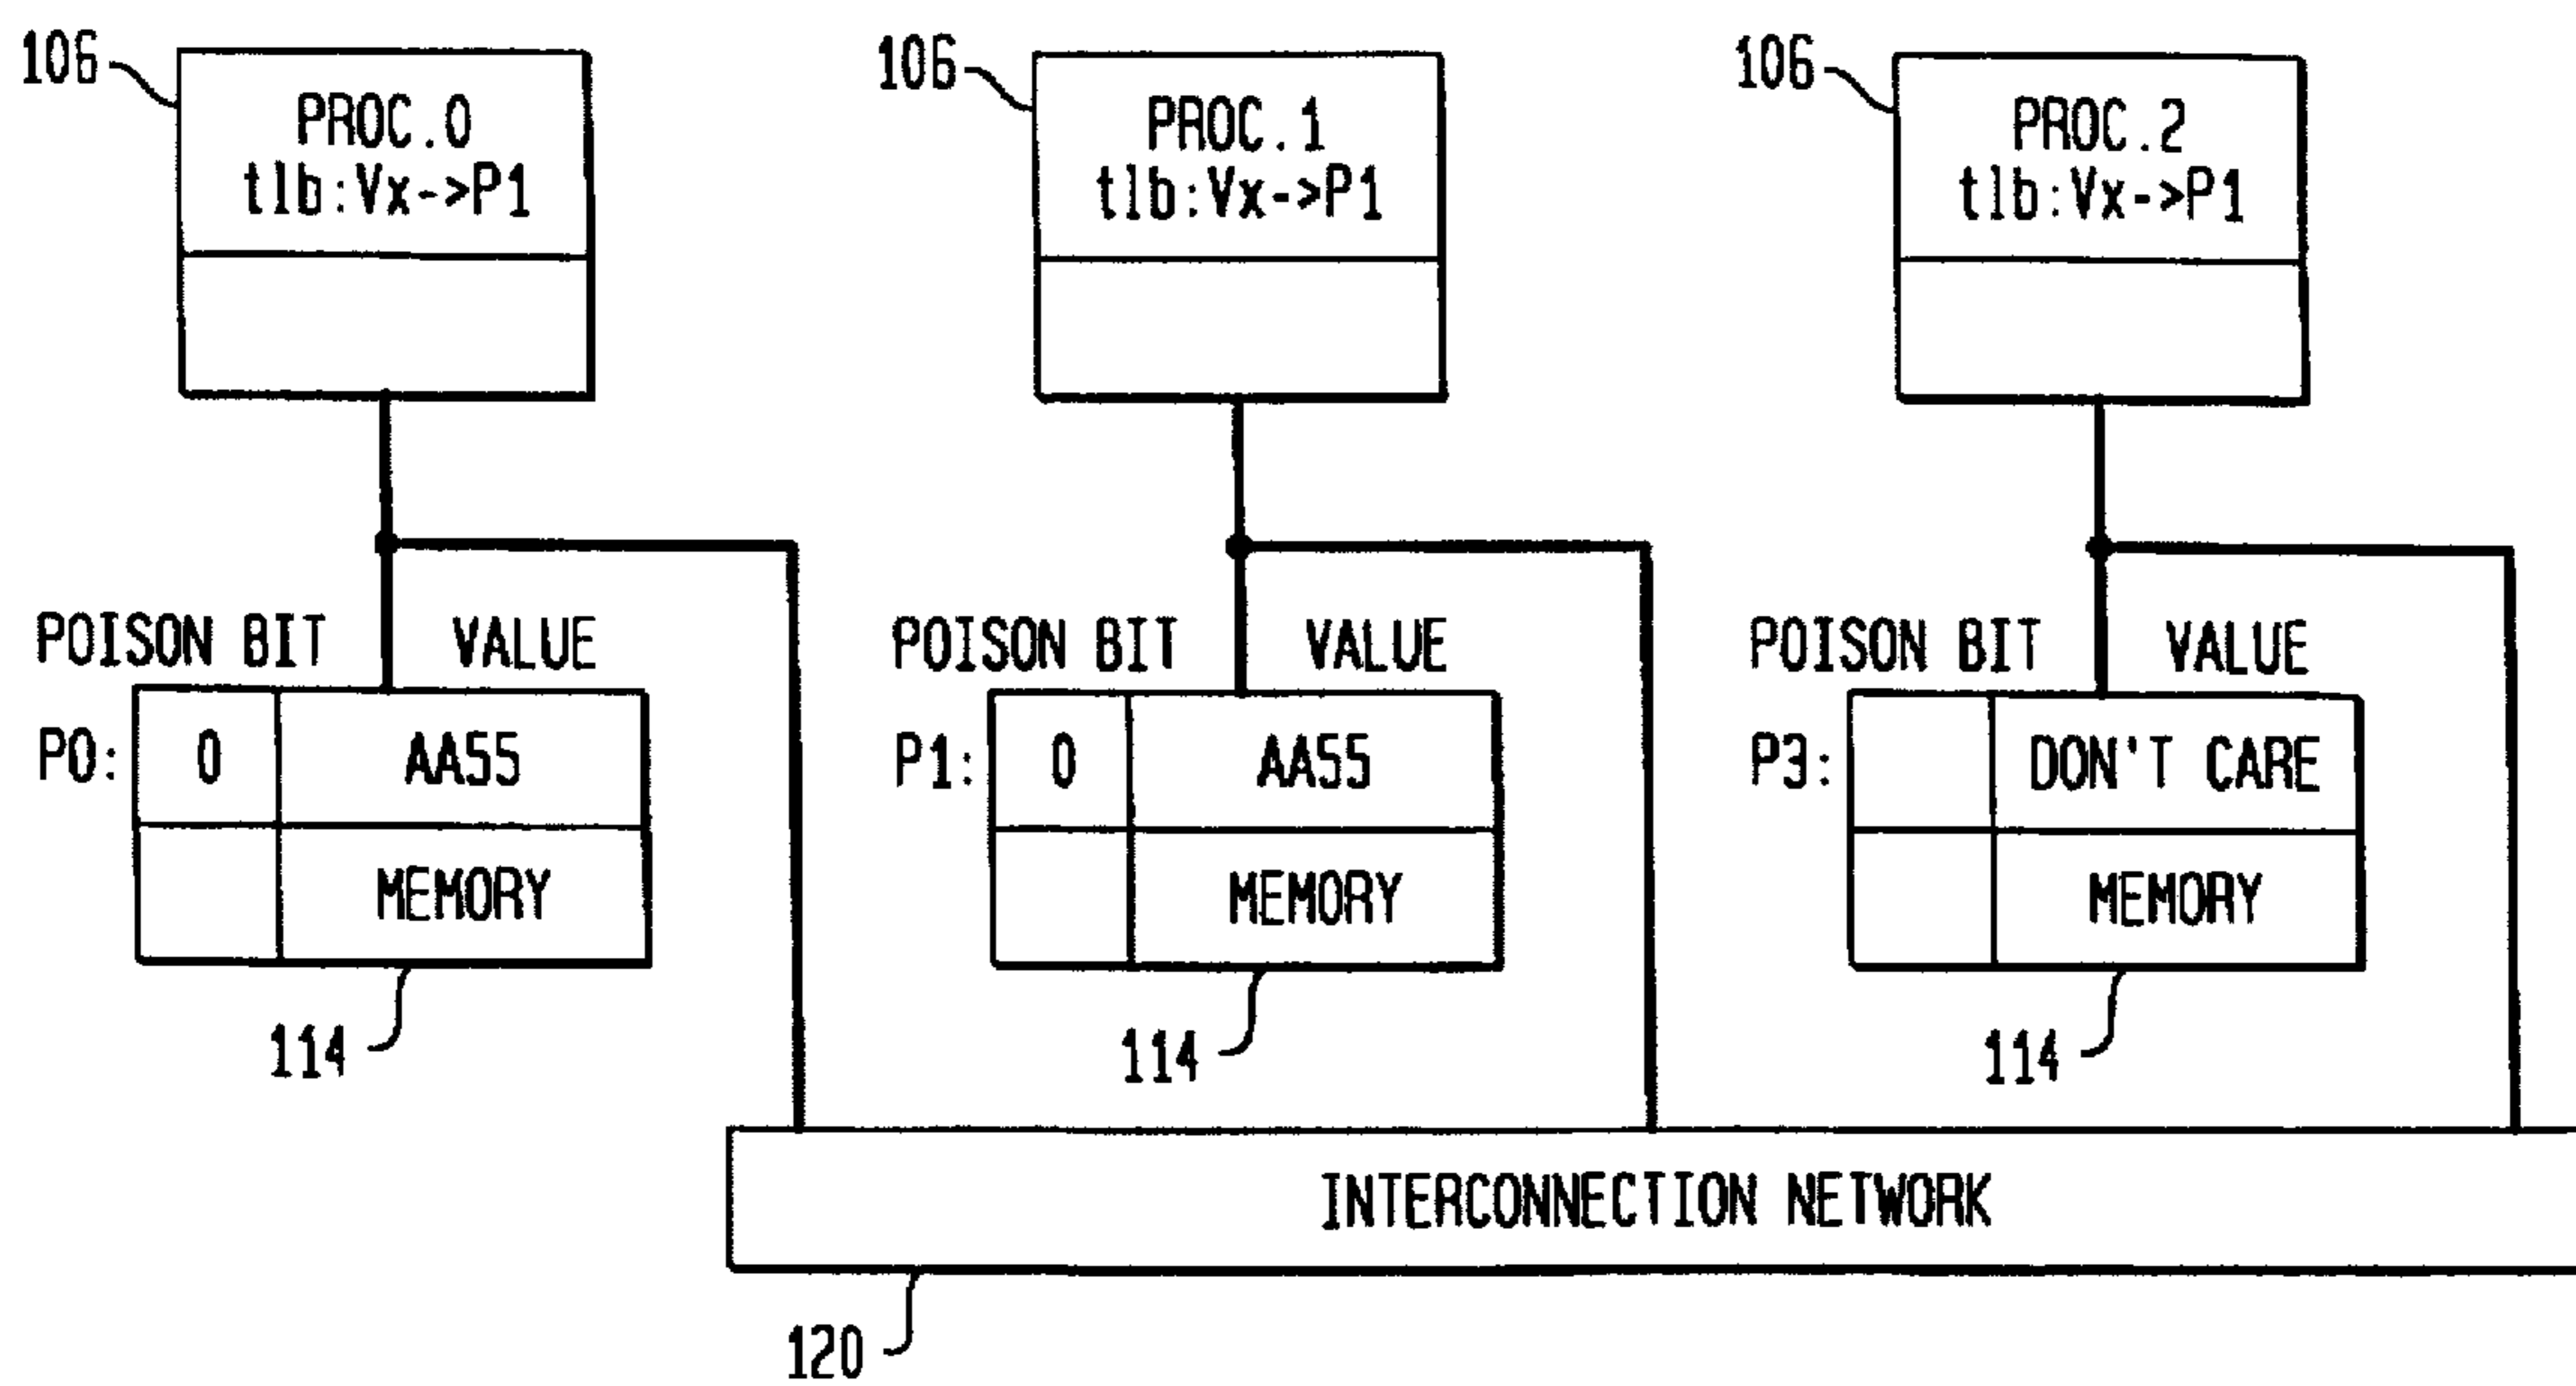 106
PROC.0
tlb:Vx->P1
106
PROC.1
tlb:Vx->P1
106
PROC.2
tlb:Vx->P1
POISON BIT VALUE
P0: 0 AA55
MEMORY
114
POISON BIT VALUE
P1: 0 AA55
MEMORY
114
POISON BIT VALUE
P3: DON'T CARE
MEMORY
114
INTERCONNECTION NETWORK
120